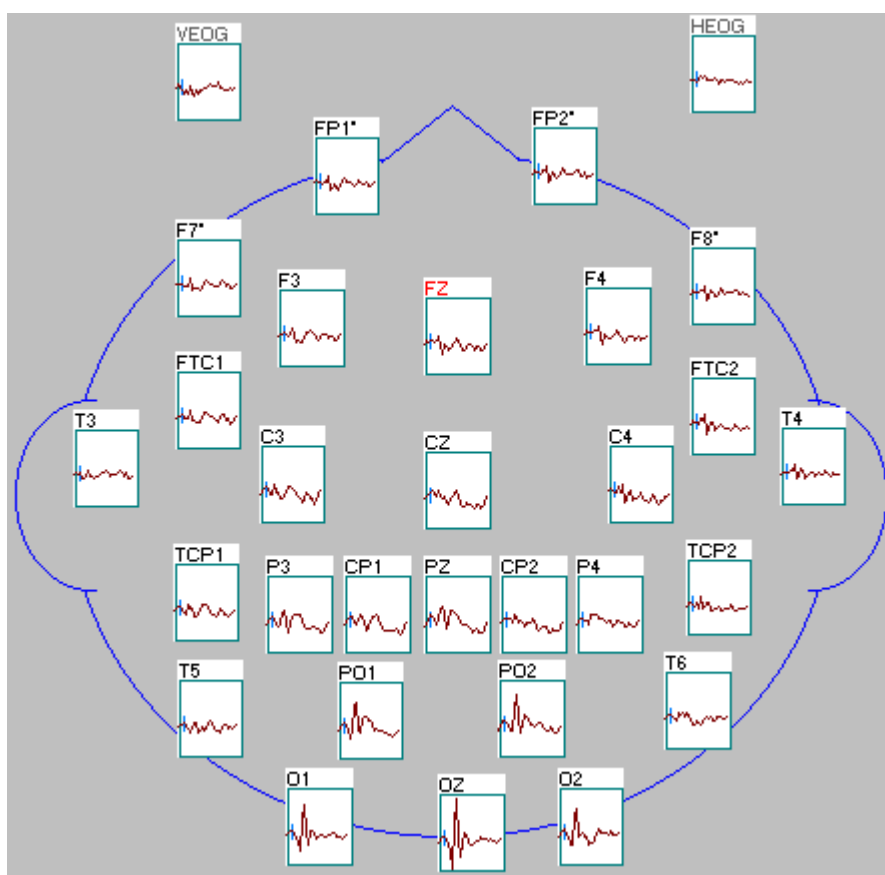 VEOG
HEOG
FP1"
FP2"
F7"
F8"
F3
FZ
F4
FTC1
FTC2
T3
T4
C3
CZ
C4
TCP1
TCP2
P3
CP1
PZ
CP2
P4
T5
PO1
PO2
T6
O1
OZ
O2